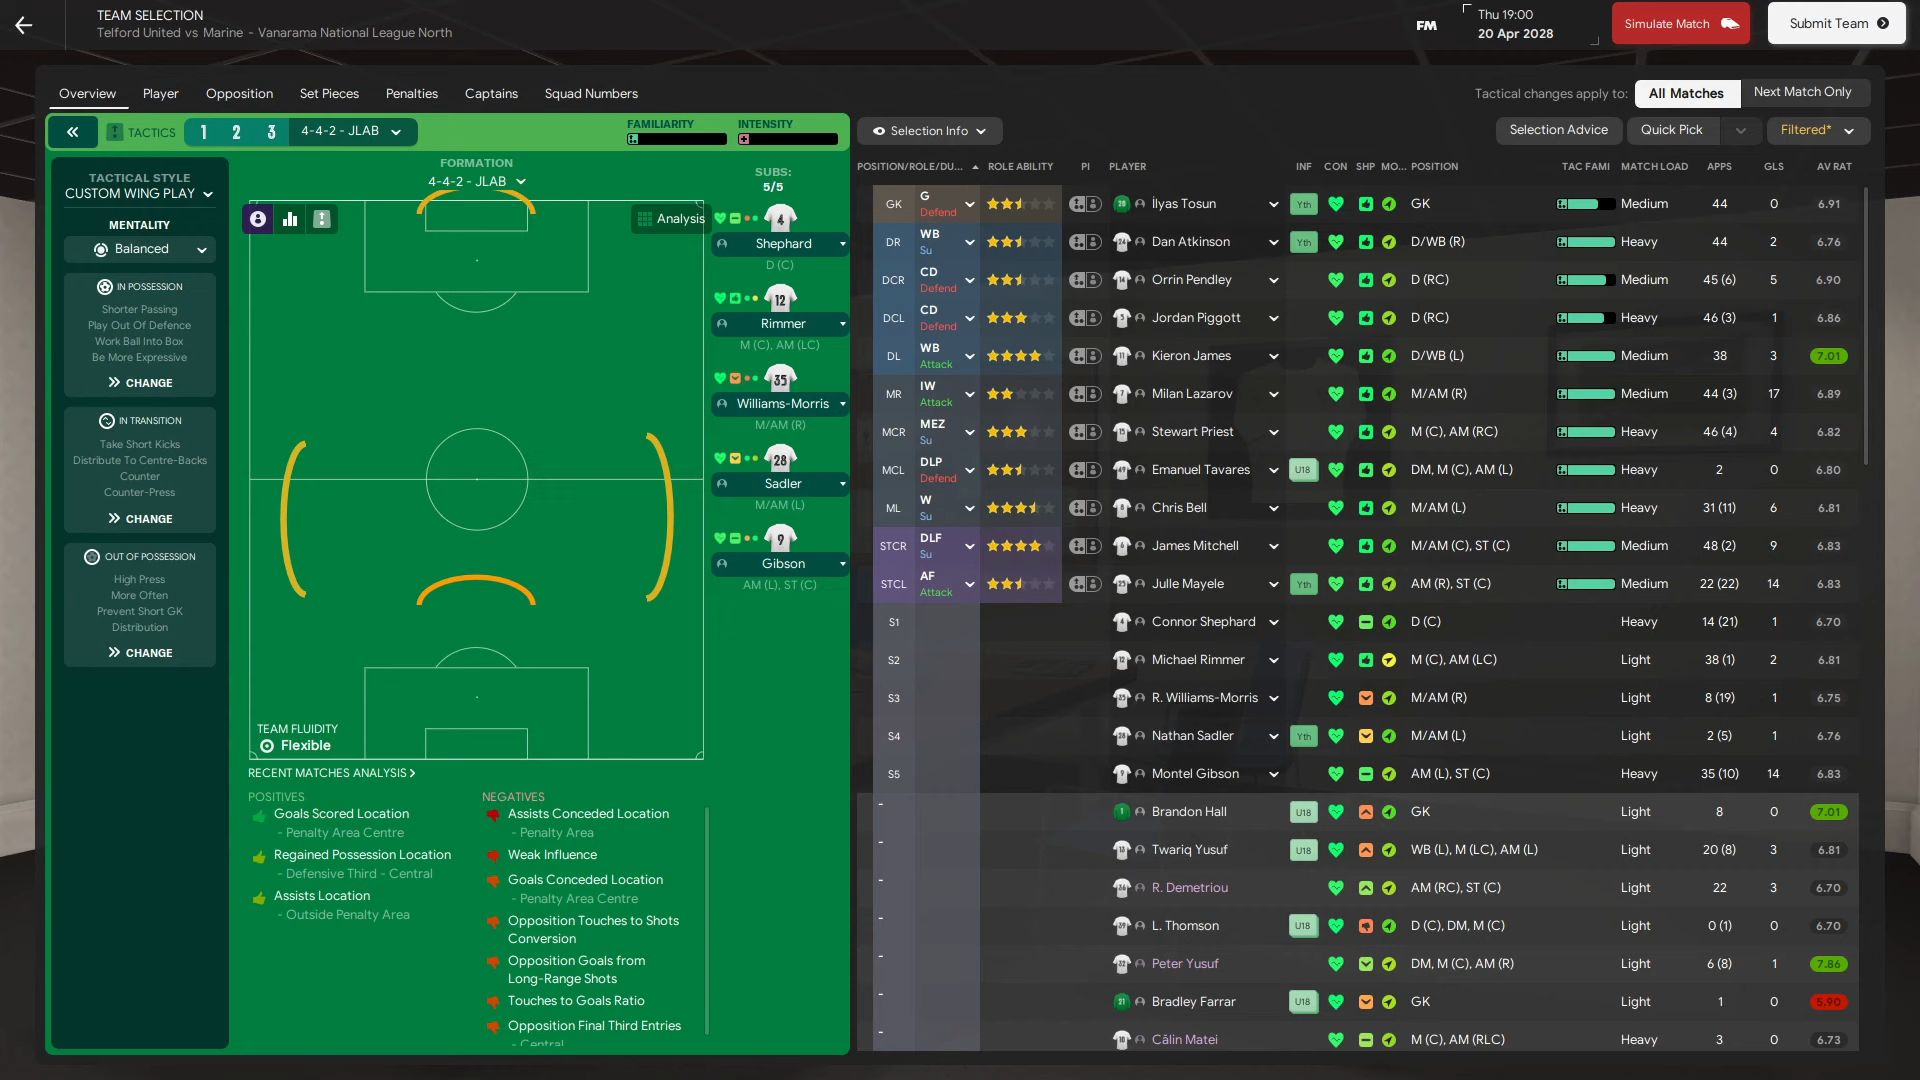 TEAM SELECTION
Telford United vs Marine - Vanarama National League North
FM
Thu 19:00
20 Apr 2028
Simulate Match
Submit Team
Overview
Player
Opposition
Set Pieces
Penalties
Captains
Squad Numbers
Tactical changes apply to:
All Matches
Next Match Only
TACTICS
1 2 3
4-4-2 - JLAB
FAMILIARITY
INTENSITY
Selection Info
Selection Advice
Quick Pick
Filtered*
TACTICAL STYLE
CUSTOM WING PLAY
MENTALITY
Balanced
IN POSSESSION
Shorter Passing
Play Out Of Defence
Work Ball Into Box
Be More Expressive
CHANGE
IN TRANSITION
Take Short Kicks
Distribute To Centre-Backs
Counter
Counter-Press
CHANGE
OUT OF POSSESSION
High Press
More Often
Prevent Short GK
Distribution
CHANGE
FORMATION
4-4-2 - JLAB
Analysis
SUBS:
5/5
4
Shephard
D (C)
12
Rimmer
M (C), AM (LC)
35
Williams-Morris
M/AM (R)
28
Sadler
M/AM (L)
9
Gibson
AM (L), ST (C)
TEAM FLUIDITY
Flexible
RECENT MATCHES ANALYSIS
POSITIVES
Goals Scored Location
- Penalty Area Centre
Regained Possession Location
- Defensive Third - Central
Assists Location
- Outside Penalty Area
NEGATIVES
Assists Conceded Location
- Penalty Area
Weak Influence
Goals Conceded Location
- Penalty Area Centre
Opposition Touches to Shots
Conversion
Opposition Goals from
Long-Range Shots
Touches to Goals Ratio
Opposition Final Third Entries
- Central
POSITION/ROLE/DU... ROLE ABILITY PI PLAYER INF CON SHP MO... POSITION TAC FAMI MATCH LOAD APPS GLS AV RAT
GK G Defend İlyas Tosun Yth GK Medium 44 0 6.91
DR WB Su Dan Atkinson Yth D/WB (R) Heavy 44 2 6.76
DCR CD Defend Orrin Pendley D (RC) Medium 45 (6) 5 6.90
DCL CD Defend Jordan Piggott D (RC) Heavy 46 (3) 1 6.86
DL WB Attack Kieron James D/WB (L) Medium 38 3 7.01
MR IW Attack Milan Lazarov M/AM (R) Medium 44 (3) 17 6.89
MCR MEZ Su Stewart Priest M (C), AM (RC) Heavy 46 (4) 4 6.82
MCL DLP Defend Emanuel Tavares U18 DM, M (C), AM (L) Heavy 2 0 6.80
ML W Su Chris Bell M/AM (L) Heavy 31 (11) 6 6.81
STCR DLF Su James Mitchell M/AM (C), ST (C) Medium 48 (2) 9 6.83
STCL AF Attack Julle Mayele Yth AM (R), ST (C) Medium 22 (22) 14 6.83
S1 Connor Shephard D (C) Heavy 14 (21) 1 6.70
S2 Michael Rimmer M (C), AM (LC) Light 38 (1) 2 6.81
S3 R. Williams-Morris M/AM (R) Light 8 (19) 1 6.75
S4 Nathan Sadler Yth M/AM (L) Light 2 (5) 1 6.76
S5 Montel Gibson AM (L), ST (C) Heavy 35 (10) 14 6.83
- Brandon Hall U18 GK Light 8 0 7.01
- Twariq Yusuf U18 WB (L), M (LC), AM (L) Light 20 (8) 3 6.81
- R. Demetriou AM (RC), ST (C) Light 22 3 6.70
- L. Thomson U18 D (C), DM, M (C) Light 0 (1) 0 6.70
- Peter Yusuf DM, M (C), AM (R) Light 6 (8) 1 7.86
- Bradley Farrar U18 GK Light 1 0 5.90
- Călin Matei M (C), AM (RLC) Heavy 3 0 6.73